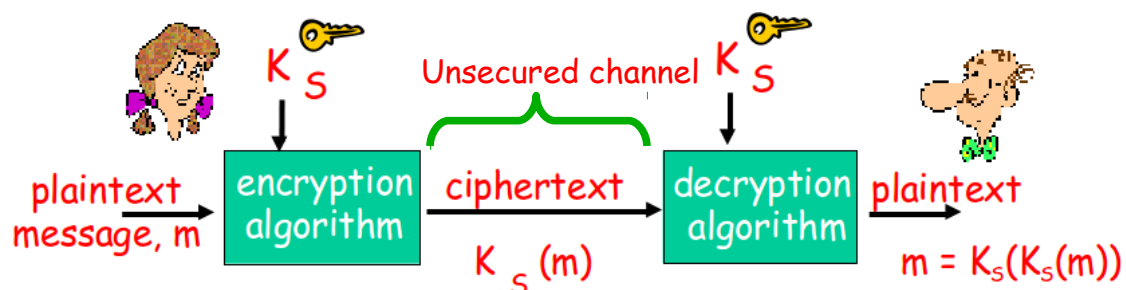 K S
Unsecured channel
K S
plaintext
message, m
encryption
algorithm
ciphertext
K S (m)
decryption
algorithm
plaintext
m = KS(KS(m))